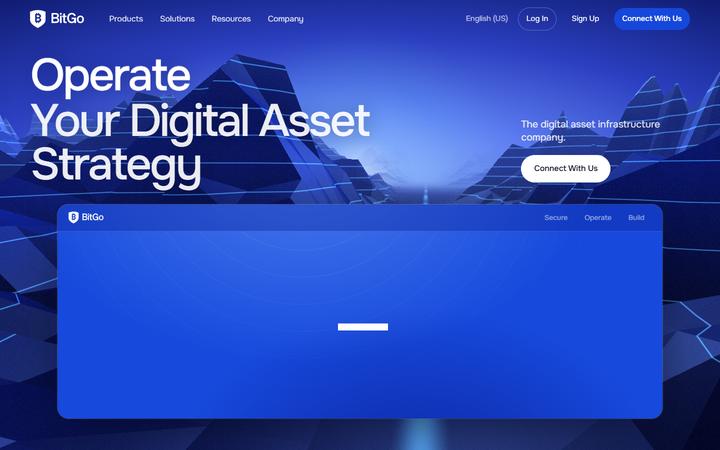 BitGo
Products
Solutions
Resources
Company
English (US)
Log In
Sign Up
Connect With Us
Operate
Your Digital Asset
Strategy
The digital asset infrastructure
company.
Connect With Us
BitGo
Secure
Operate
Build